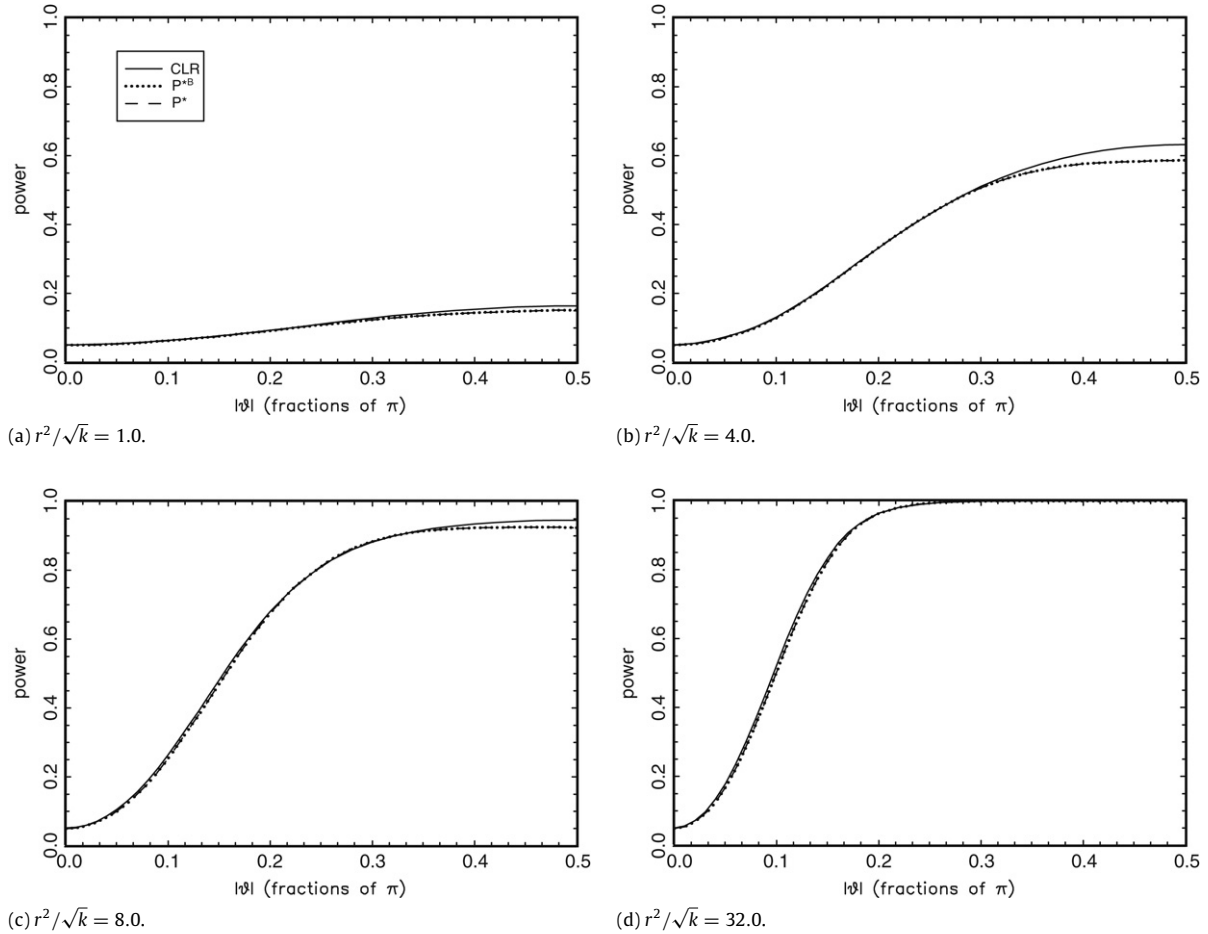 1.0
0.8
0.6
0.4
0.2
0.0
power
CLR
P*B
P*
0.0 0.1 0.2 0.3 0.4 0.5
|ϑ| (fractions of π)
(a) r²/√k = 1.0.
1.0
0.8
0.6
0.4
0.2
0.0
power
0.0 0.1 0.2 0.3 0.4 0.5
|ϑ| (fractions of π)
(b) r²/√k = 4.0.
1.0
0.8
0.6
0.4
0.2
0.0
power
0.0 0.1 0.2 0.3 0.4 0.5
|ϑ| (fractions of π)
(c) r²/√k = 8.0.
1.0
0.8
0.6
0.4
0.2
0.0
power
0.0 0.1 0.2 0.3 0.4 0.5
|ϑ| (fractions of π)
(d) r²/√k = 32.0.